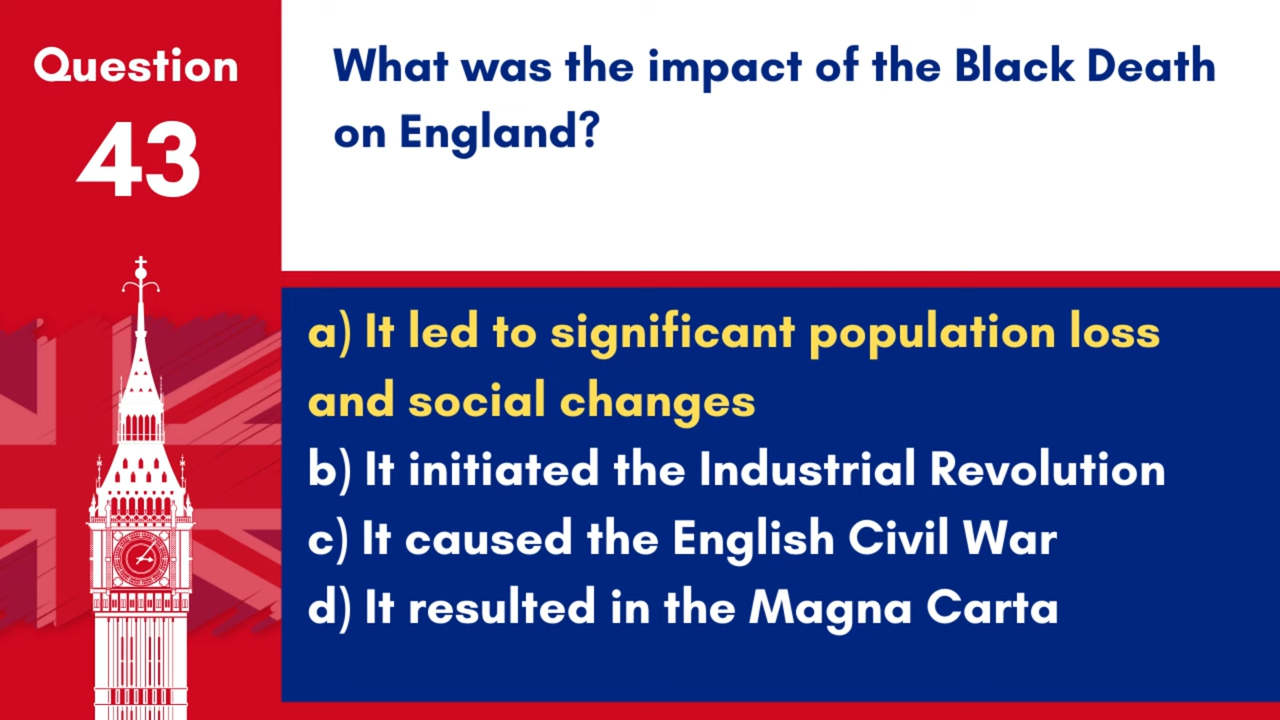 Question
43
What was the impact of the Black Death
on England?
a) It led to significant population loss
and social changes
b) It initiated the Industrial Revolution
c) It caused the English Civil War
d) It resulted in the Magna Carta